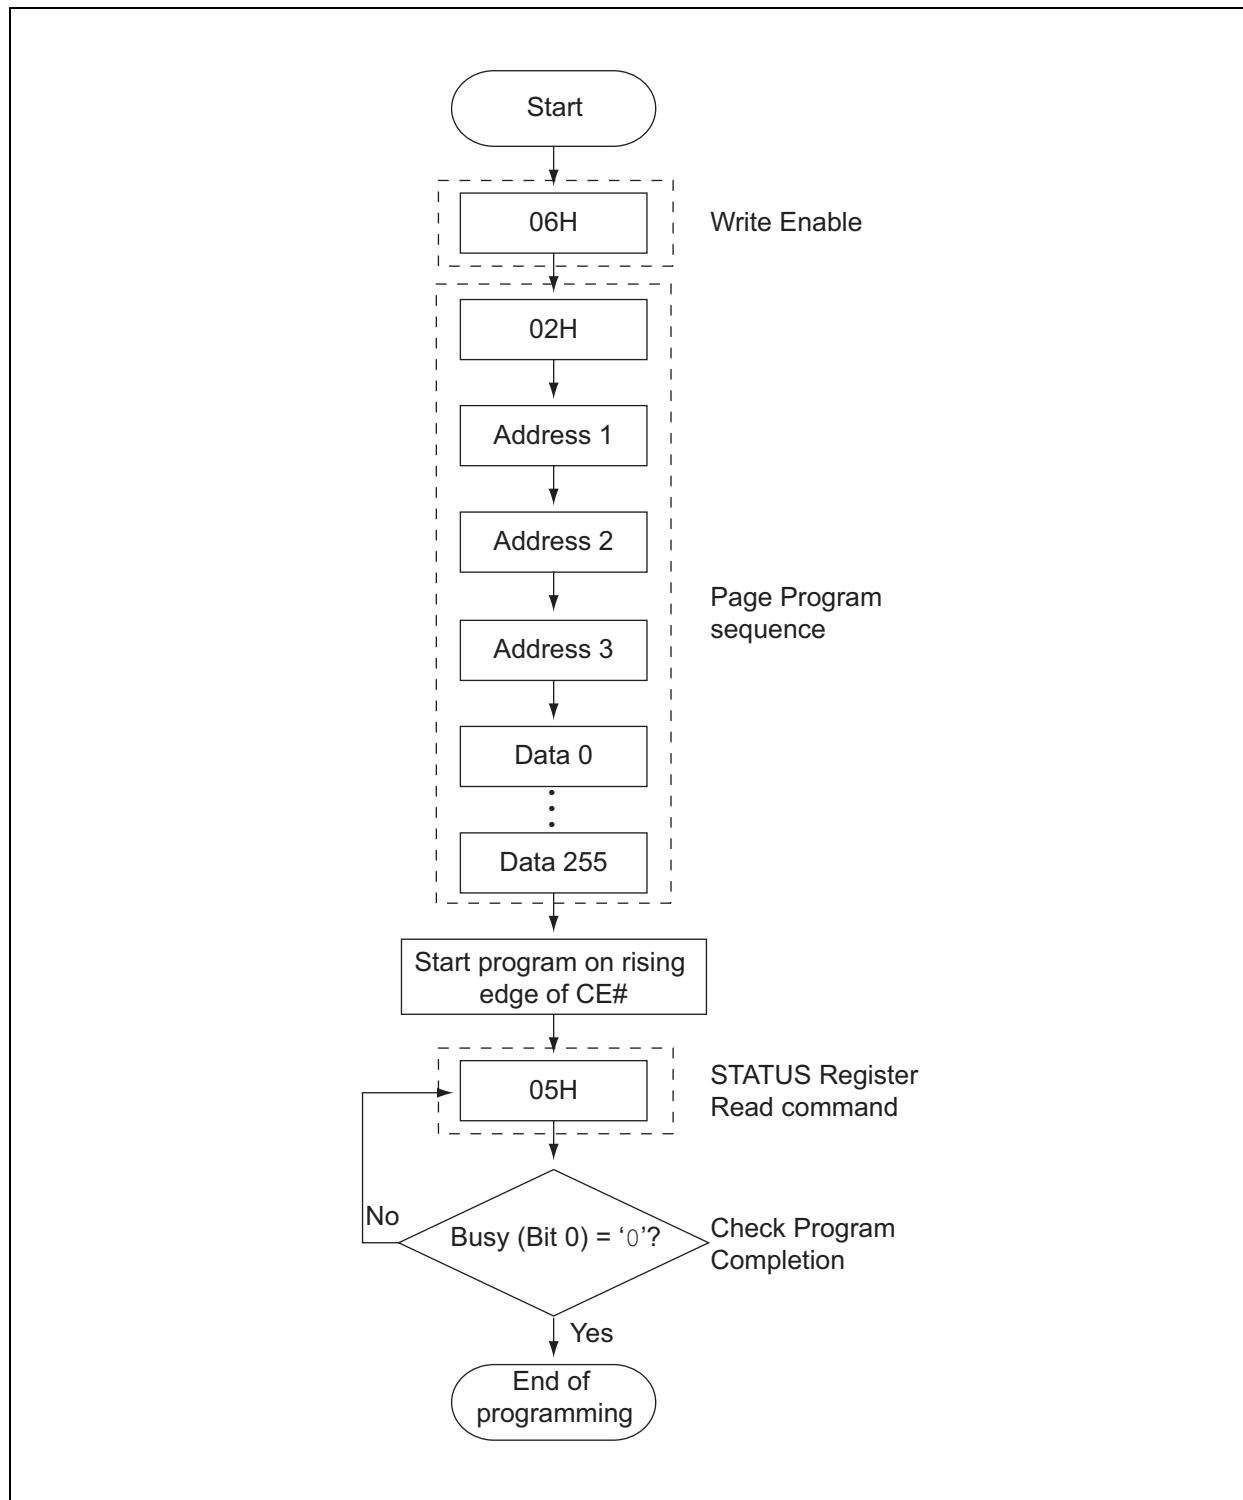 Start
06H
Write Enable
02H
Address 1
Address 2
Address 3
Page Program
sequence
Data 0
Data 255
Start program on rising
edge of CE#
05H
STATUS Register
Read command
No
Busy (Bit 0) = ‘0’?
Check Program
Completion
Yes
End of
programming